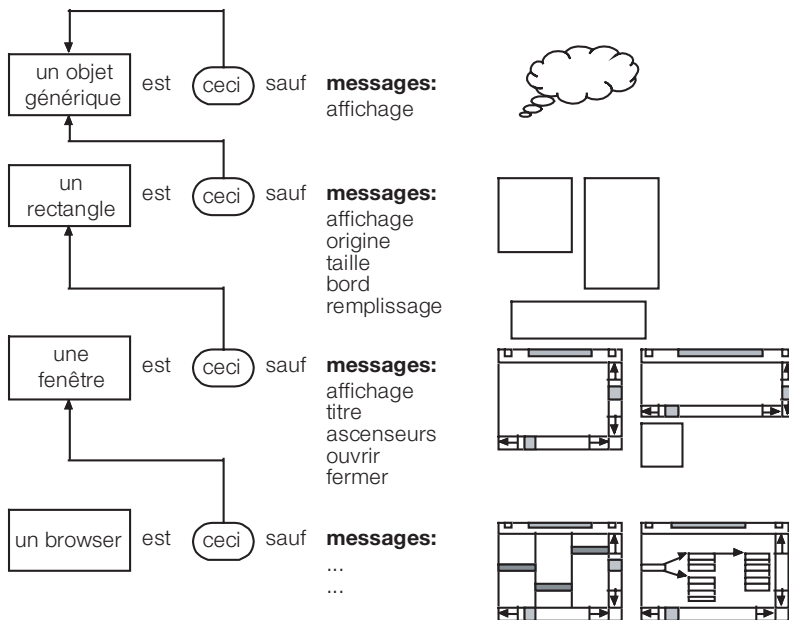 un objet
générique
est
ceci
sauf
messages:
affichage
un
rectangle
est
ceci
sauf
messages:
affichage
origine
taille
bord
remplissage
une
fenêtre
est
ceci
sauf
messages:
affichage
titre
ascenseurs
ouvrir
fermer
un browser
est
ceci
sauf
messages:
...
...